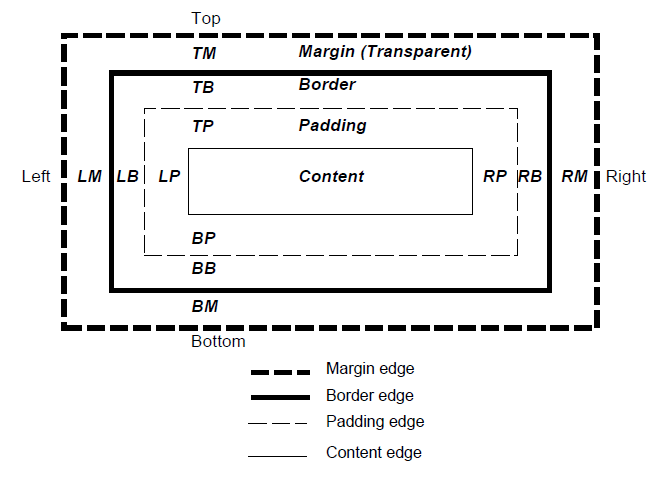 Top
TM Margin (Transparent)
TB Border
TP Padding
Left LM LB LP Content RP RB RM Right
BP
BB
BM
Bottom
Margin edge
Border edge
Padding edge
Content edge